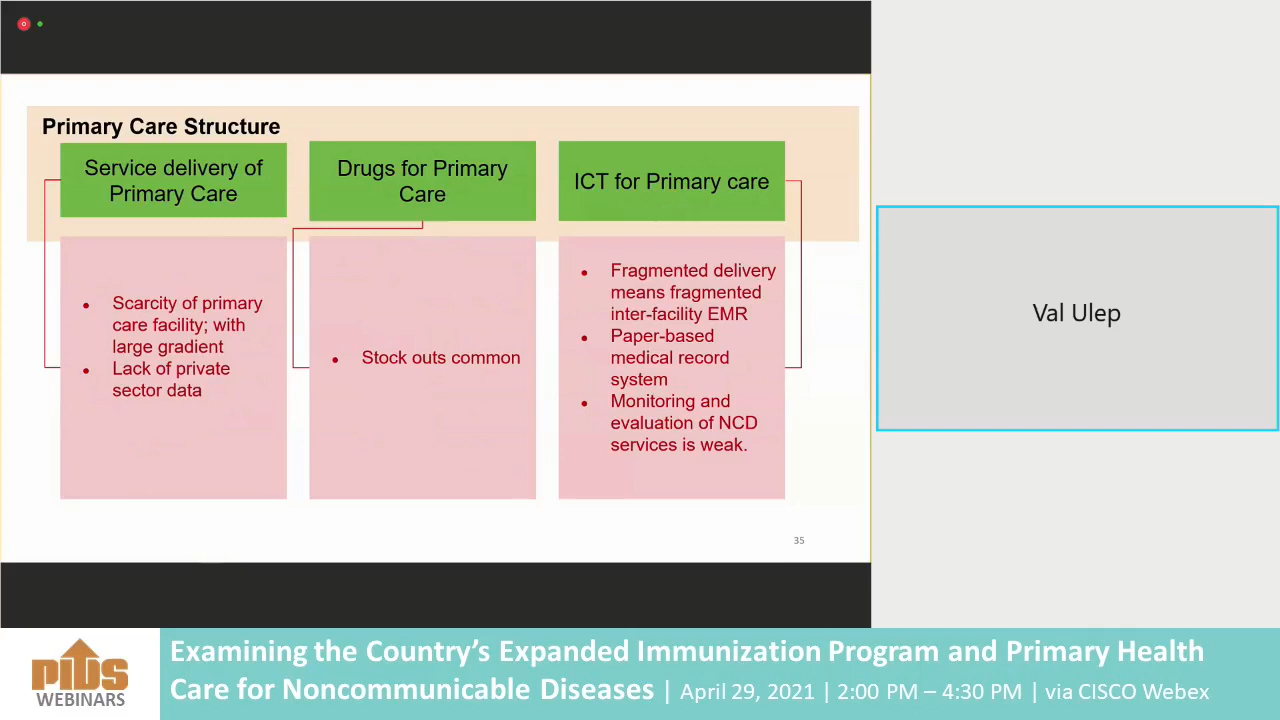 Primary Care Structure
Service delivery of
Primary Care
Drugs for Primary
Care
ICT for Primary care
• Scarcity of primary
care facility; with
large gradient
• Lack of private
sector data
• Stock outs common
• Fragmented delivery
means fragmented
inter-facility EMR
• Paper-based
medical record
system
• Monitoring and
evaluation of NCD
services is weak.
35
Val Ulep
PIDS
WEBINARS
Examining the Country's Expanded Immunization Program and Primary Health
Care for Noncommunicable Diseases | April 29, 2021 | 2:00 PM – 4:30 PM | via CISCO Webex